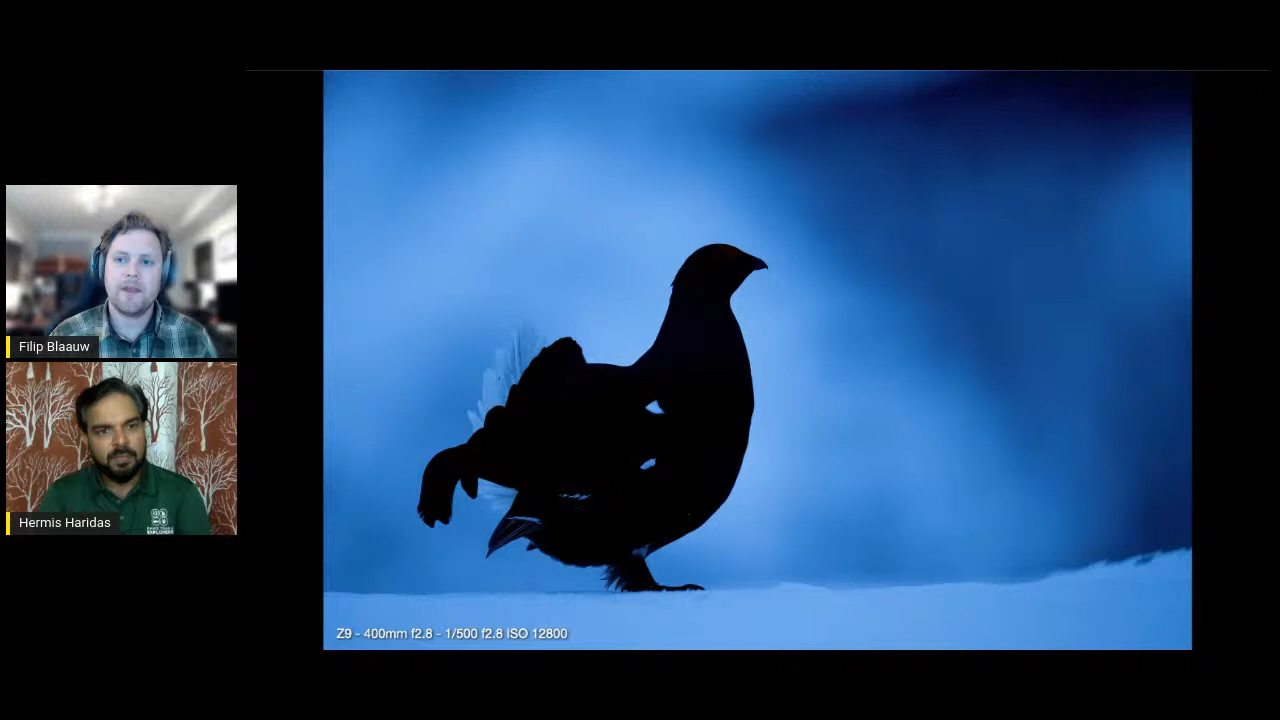 Filip Blaauw
Hermis Haridas
Z9 - 400mm f2.8 - 1/500 f2.8 ISO 12800